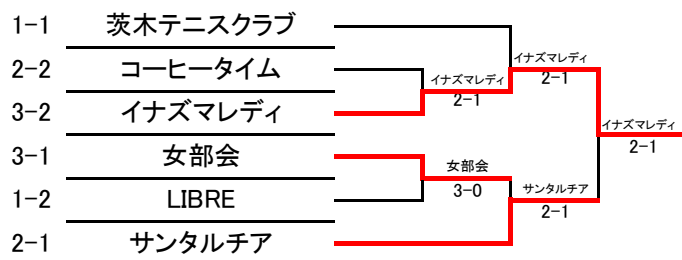 1-1 茨木テニスクラブ
2-2 コーヒータイム
3-2 イナズマレディ
3-1 女部会
1-2 LIBRE
2-1 サンタルチア
イナズマレディ
2-1
女部会
3-0
イナズマレディ
2-1
サンタルチア
2-1
イナズマレディ
2-1